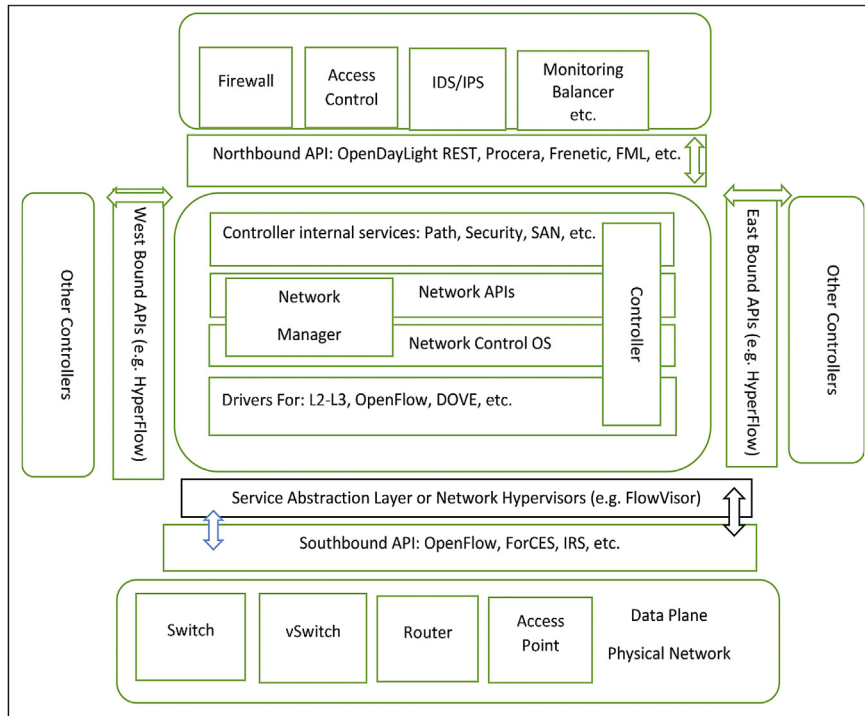 Firewall
Access
Control
IDS/IPS
Monitoring
Balancer
etc.
Northbound API: OpenDayLight REST, Procera, Frenetic, FML, etc.
Other Controllers
West Bound APIs (e.g. HyperFlow)
Controller internal services: Path, Security, SAN, etc.
Network
Manager
Network APIs
Network Control OS
Drivers For: L2-L3, OpenFlow, DOVE, etc.
Controller
East Bound APIs (e.g. HyperFlow)
Other Controllers
Service Abstraction Layer or Network Hypervisors (e.g. FlowVisor)
Southbound API: OpenFlow, ForCES, IRS, etc.
Switch
vSwitch
Router
Access
Point
Data Plane
Physical Network